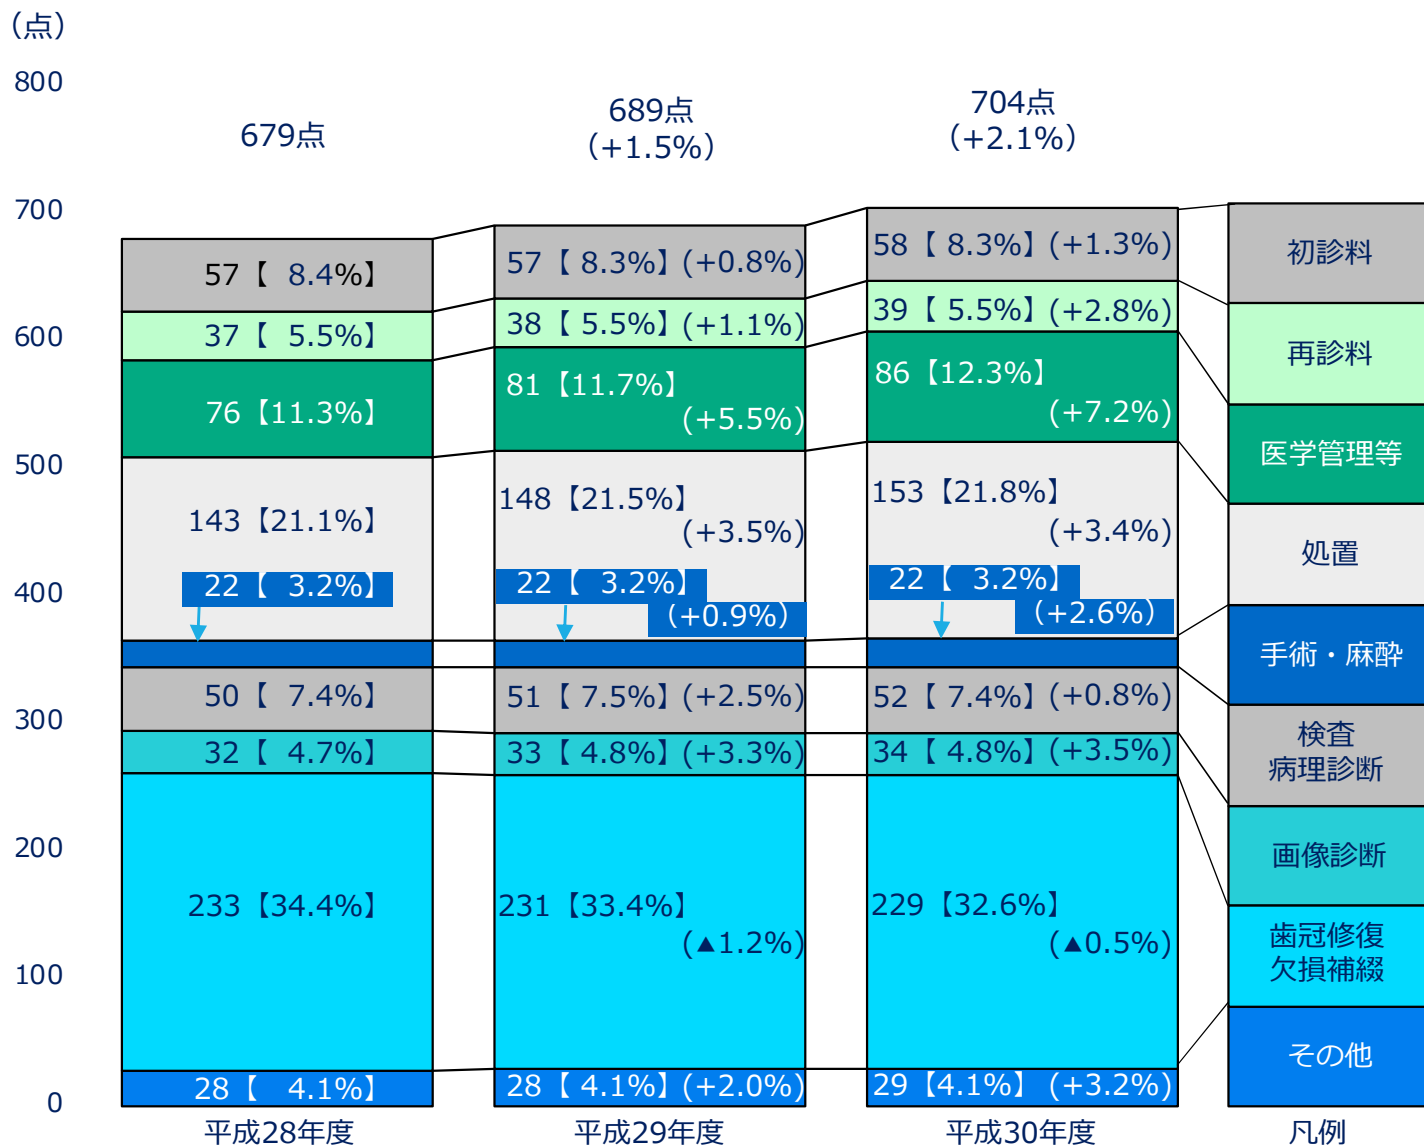 (点)
800
679点
689点
(+1.5%)
704点
(+2.1%)
700
57【 8.4%】
57【 8.3%】(+0.8%)
58【 8.3%】(+1.3%)
初診料
600
37【 5.5%】
38【 5.5%】(+1.1%)
39【 5.5%】(+2.8%)
再診料
76【11.3%】
81【11.7%】
(+5.5%)
86【12.3%】
(+7.2%)
医学管理等
500
143【21.1%】
148【21.5%】
(+3.5%)
153【21.8%】
(+3.4%)
処置
400
22【 3.2%】
22【 3.2%】
(+0.9%)
22【 3.2%】
(+2.6%)
手術・麻酔
300
50【 7.4%】
51【 7.5%】(+2.5%)
52【 7.4%】(+0.8%)
検査
病理診断
32【 4.7%】
33【 4.8%】(+3.3%)
34【 4.8%】(+3.5%)
画像診断
200
233【34.4%】
231【33.4%】
(▲1.2%)
229【32.6%】
(▲0.5%)
歯冠修復
欠損補綴
100
28【 4.1%】
28【 4.1%】(+2.0%)
29【4.1%】(+3.2%)
その他
0
平成28年度
平成29年度
平成30年度
凡例